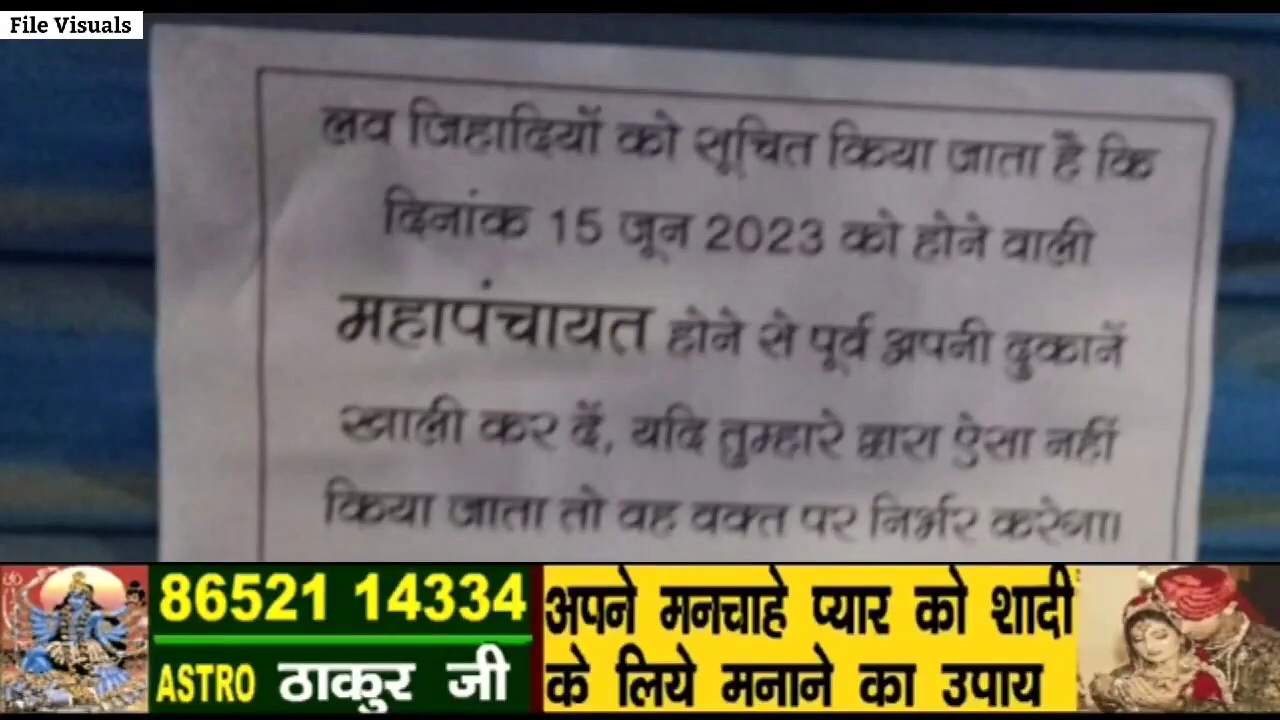 File Visuals
लव जिहादियों को सूचित किया जाता है कि
दिनांक 15 जून 2023 को होने वाली
महापंचायत होने से पूर्व अपनी दुकानें
खाली कर दें, यदि तुम्हारे द्वारा ऐसा नहीं
किया जाता तो वह वक्त पर निर्भर करेगा।
86521 14334
ASTRO ठाकुर जी
अपने मनचाहे प्यार को शादी
के लिये मनाने का उपाय